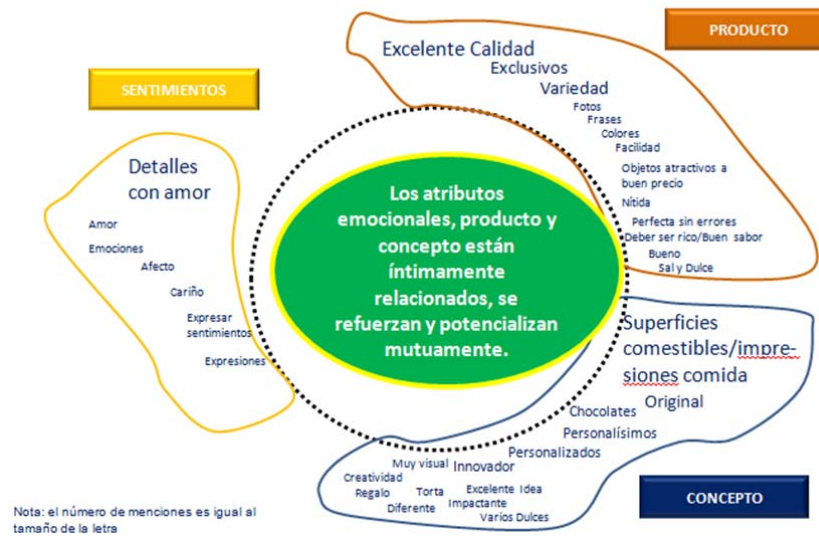 PRODUCTO
Excelente Calidad
Exclusivos
Variedad
Fotos
Frases
Colores
Facilidad
Objetos atractivos a
buen precio
Nítida
Perfecta sin errores
Deber ser rico/Buen sabor
Bueno
Sal y Dulce
SENTIMIENTOS
Detalles
con amor
Amor
Emociones
Afecto
Cariño
Expresar
sentimientos
Expresiones
Los atributos
emocionales, producto y
concepto están
íntimamente
relacionados, se
refuerzan y potencializan
mutuamente.
Superficies
comestibles/impre-
siones comida
Original
Chocolates
Personalísimos
Personalizados
Muy visual
Innovador
Creatividad
Regalo
Torta
Excelente Idea
Diferente
Impactante
Varios Dulces
CONCEPTO
Nota: el número de menciones es igual al
tamaño de la letra